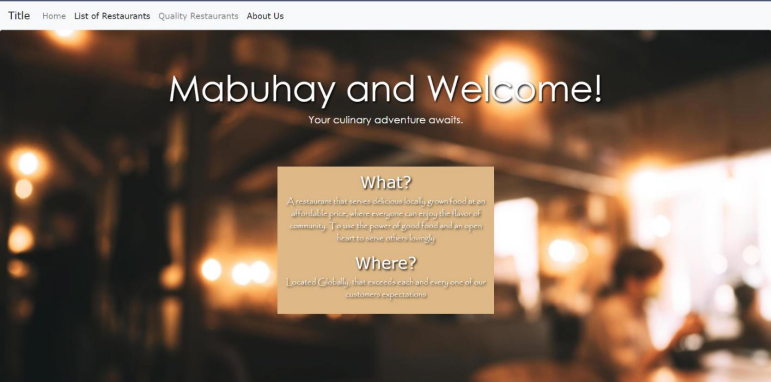 Title Home List of Restaurants Quality Restaurants About Us
Mabuhay and Welcome!
Your culinary adventure awaits.
What?
A restaurant that serves delicious locally grown food at an
affordable price, where everyone can enjoy the flavor of
community. To use the power of good food and an open
heart to serve others lovingly.
Where?
Located Globally, that exceeds each and every one of our
customers expectations